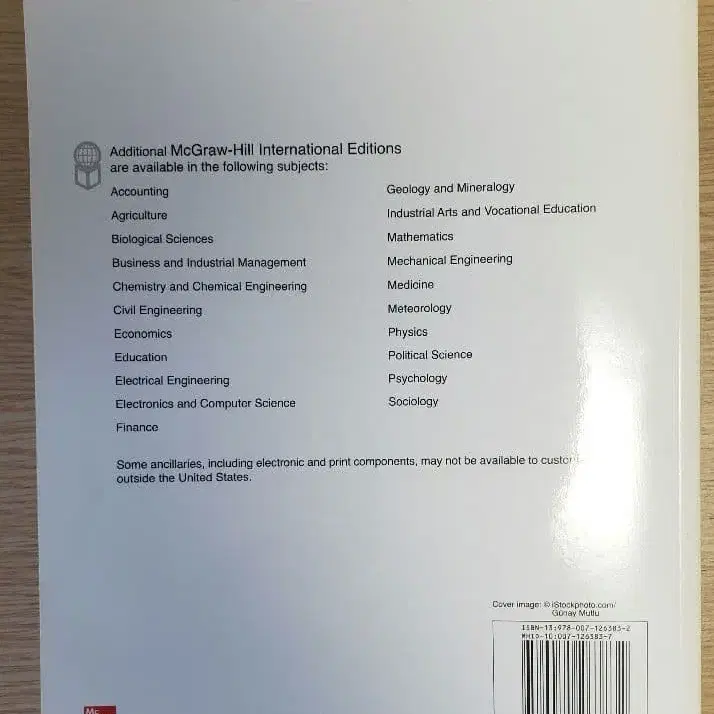 Additional McGraw-Hill International Editions
are available in the following subjects:
Accounting
Agriculture
Biological Sciences
Business and Industrial Management
Chemistry and Chemical Engineering
Civil Engineering
Economics
Education
Electrical Engineering
Electronics and Computer Science
Finance
Geology and Mineralogy
Industrial Arts and Vocational Education
Mathematics
Mechanical Engineering
Medicine
Meteorology
Physics
Political Science
Psychology
Sociology
Some ancillaries, including electronic and print components, may not be available to
outside the United States.
Cover image: © iStockphoto.com/
Günay Mutlu
ISBN-13:978-007-126383-2
MHID-10:007-126383-7
Mc